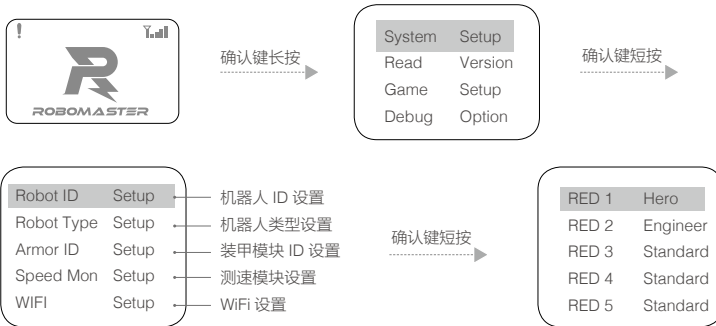 !
ROBOMASTER
确认键长按
System Setup
Read Version
Game Setup
Debug Option
确认键短按
Robot ID Setup
Robot Type Setup
Armor ID Setup
Speed Mon Setup
WIFI Setup
机器人 ID 设置
机器人类型设置
装甲模块 ID 设置
测速模块设置
WiFi 设置
确认键短按
RED 1 Hero
RED 2 Engineer
RED 3 Standard
RED 4 Standard
RED 5 Standard